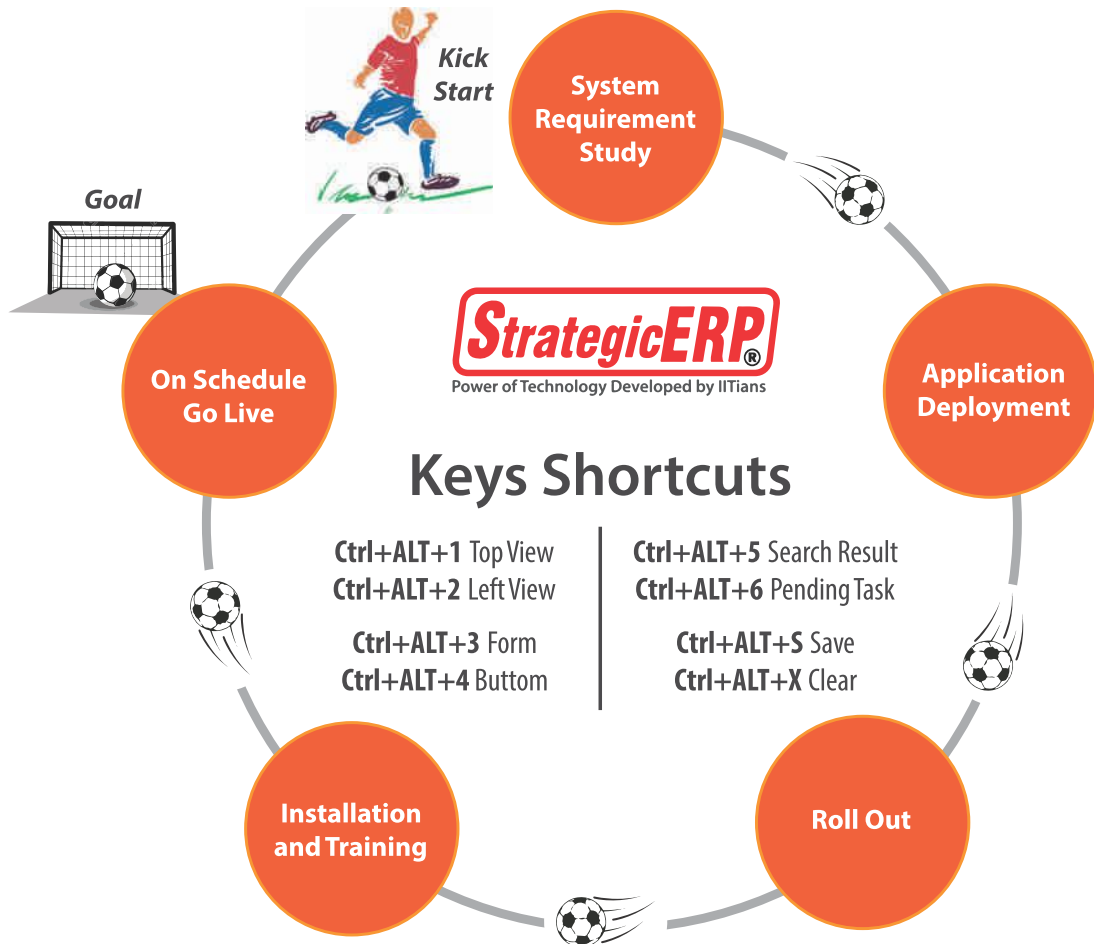 Kick
Start
System
Requirement
Study
Goal
StrategicERP®
Power of Technology Developed by IITians
On Schedule
Go Live
Application
Deployment
Keys Shortcuts
Ctrl+ALT+1 Top View
Ctrl+ALT+2 Left View
Ctrl+ALT+3 Form
Ctrl+ALT+4 Buttom
Ctrl+ALT+5 Search Result
Ctrl+ALT+6 Pending Task
Ctrl+ALT+S Save
Ctrl+ALT+X Clear
Installation
and Training
Roll Out